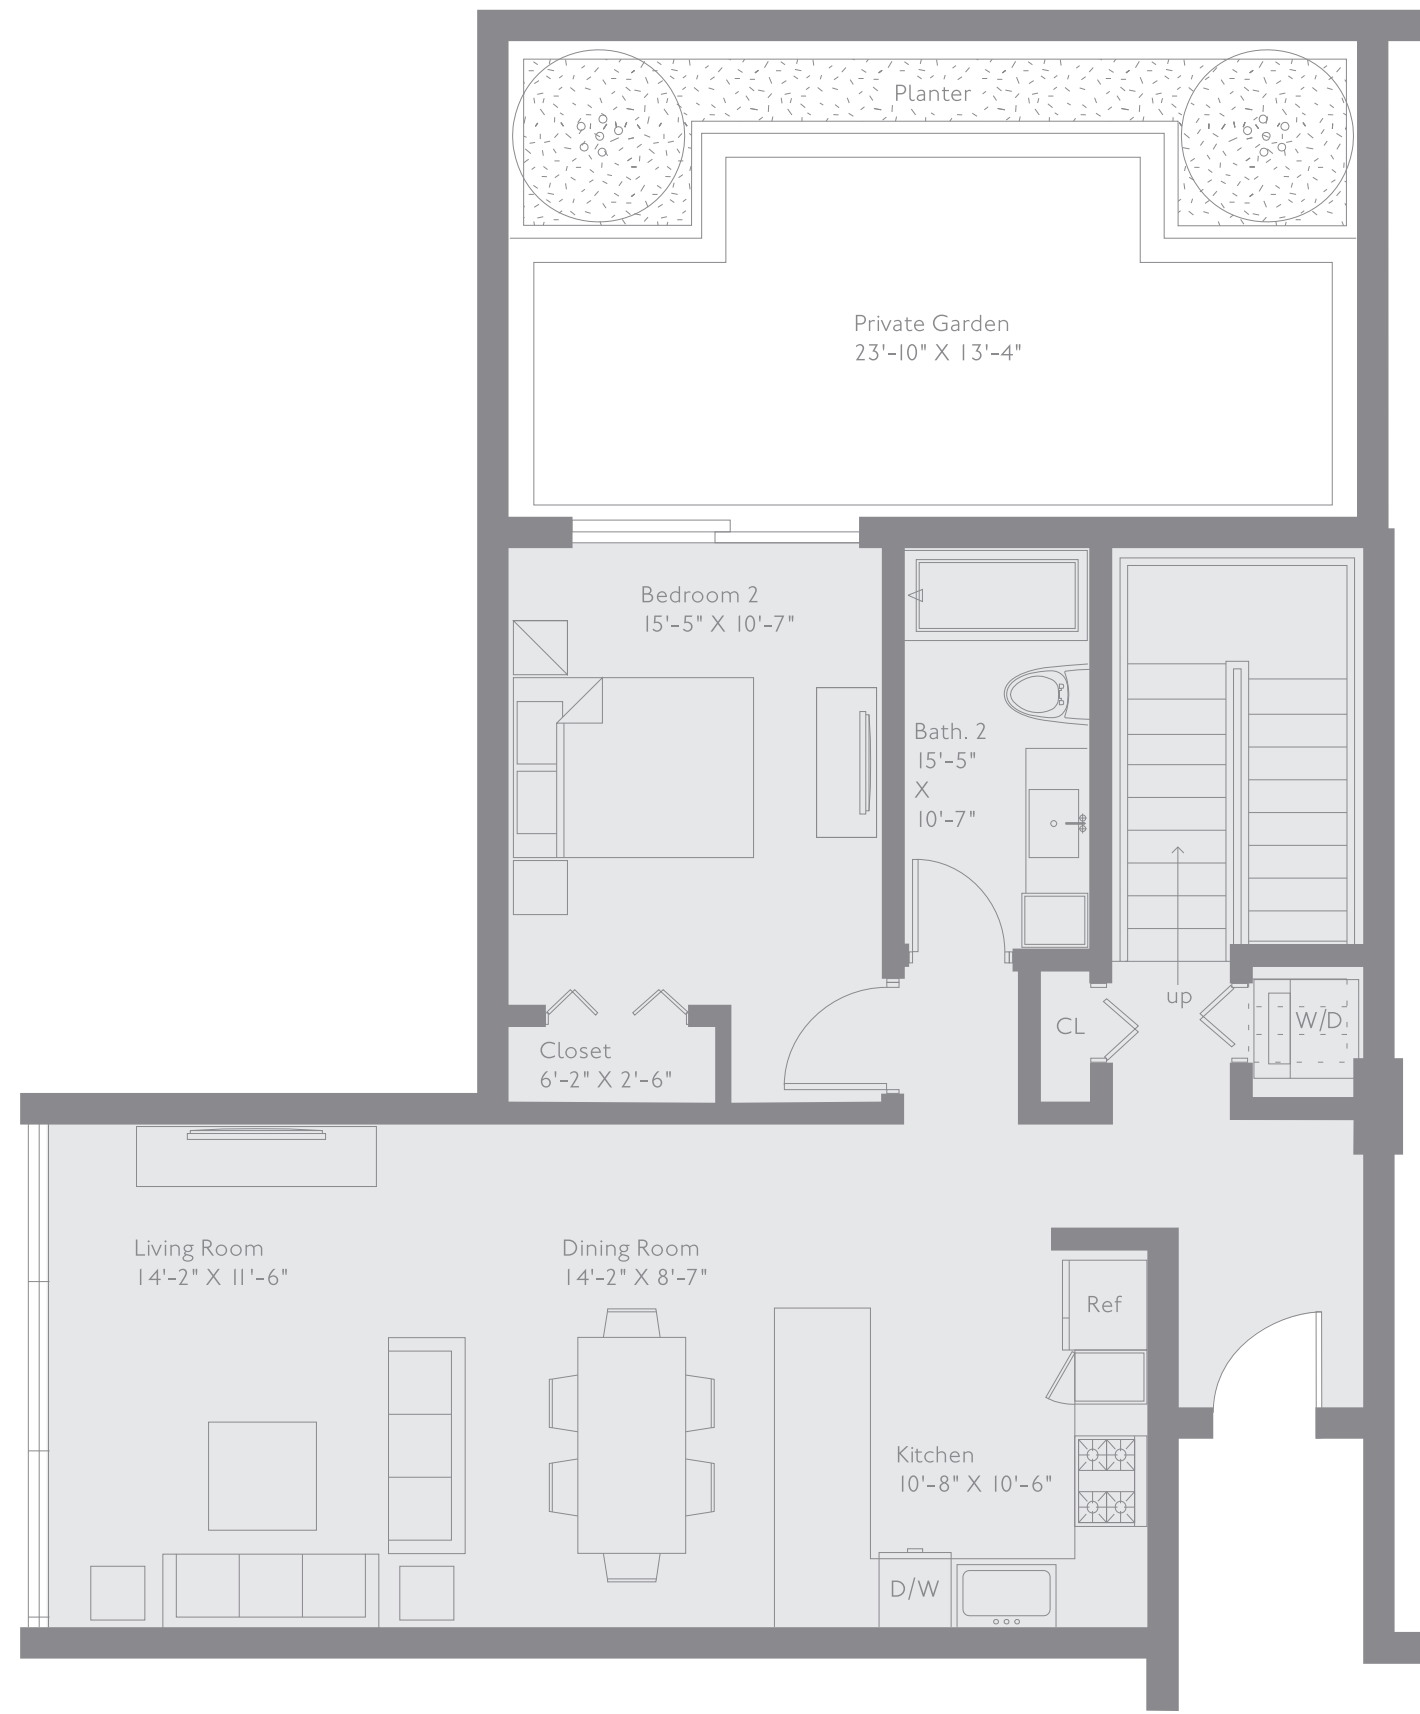 Planter
Private Garden
23'-10" X 13'-4"
Bedroom 2
15'-5" X 10'-7"
Bath. 2
15'-5"
X
10'-7"
up
CL
W/D
Closet
6'-2" X 2'-6"
Living Room
14'-2" X 11'-6"
Dining Room
14'-2" X 8'-7"
Ref
Kitchen
10'-8" X 10'-6"
D/W